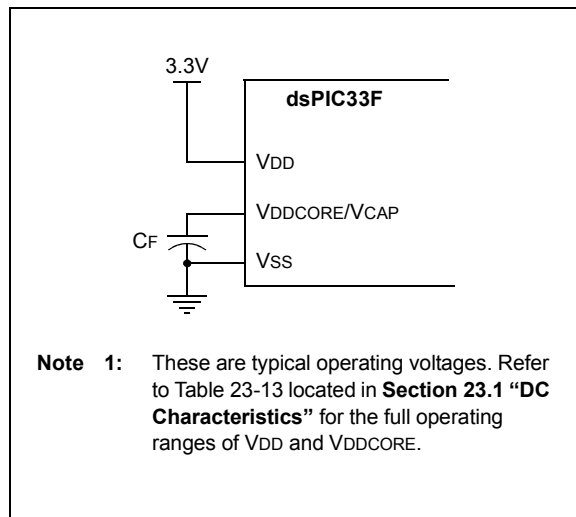 3.3V
dsPIC33F
VDD
VDDCORE/VCAP
CF
VSS
Note 1: These are typical operating voltages. Refer
to Table 23-13 located in Section 23.1 “DC
Characteristics” for the full operating
ranges of VDD and VDDCORE.